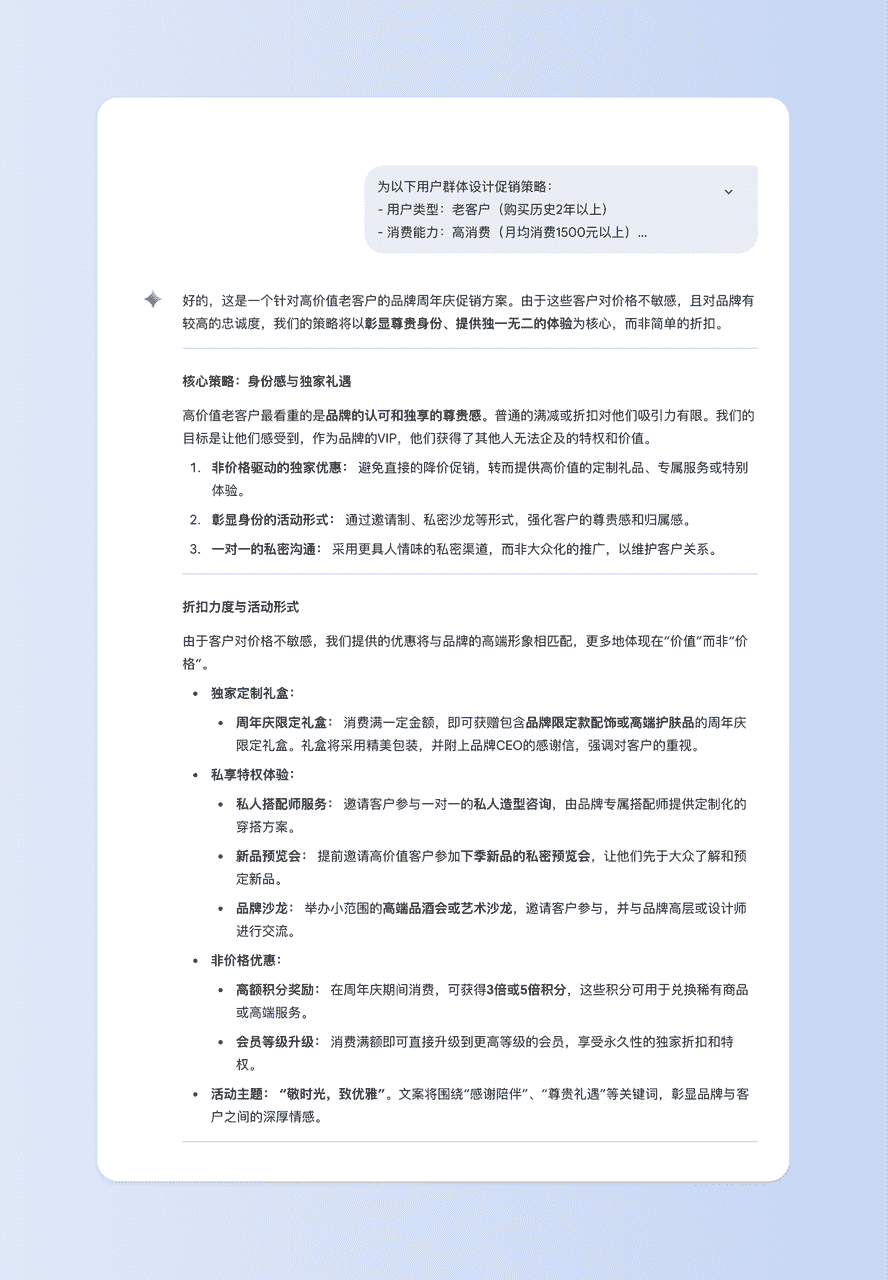 为以下用户群体设计促销策略：
- 用户类型：老客户（购买历史2年以上）
- 消费能力：高消费（月均消费1500元以上）...
好的，这是一个针对高价值老客户的品牌周年庆促销方案。由于这些客户对价格不敏感，且对品牌有
较高的忠诚度，我们的策略将以彰显尊贵身份、提供独一无二的体验为核心，而非简单的折扣。
核心策略：身份感与独家礼遇
高价值老客户最看重的是品牌的认可和独享的尊贵感。普通的满减或折扣对他们吸引力有限。我们的
目标是让他们感受到，作为品牌的VIP，他们获得了其他人无法企及的特权和价值。
1. 非价格驱动的独家优惠： 避免直接的降价促销，转而提供高价值的定制礼品、专属服务或特别
体验。
2. 彰显身份的活动形式： 通过邀请制、私密沙龙等形式，强化客户的尊贵感和归属感。
3. 一对一的私密沟通： 采用更具人情味的私密渠道，而非大众化的推广，以维护客户关系。
折扣力度与活动形式
由于客户对价格不敏感，我们提供的优惠将与品牌的高端形象相匹配，更多地体现在“价值”而非“价
格”。
• 独家定制礼盒：
• 周年庆限定礼盒： 消费满一定金额，即可获赠包含品牌限定款配饰或高端护肤品的周年庆
限定礼盒。礼盒将采用精美包装，并附上品牌CEO的感谢信，强调对客户的重视。
• 私享特权体验：
• 私人搭配师服务： 邀请客户参与一对一的私人造型咨询，由品牌专属搭配师提供定制化的
穿搭方案。
• 新品预览会： 提前邀请高价值客户参加下季新品的私密预览会，让他们先于大众了解和预
定新品。
• 品牌沙龙： 举办小范围的高端品酒会或艺术沙龙，邀请客户参与，并与品牌高层或设计师
进行交流。
• 非价格优惠：
• 高额积分奖励： 在周年庆期间消费，可获得3倍或5倍积分，这些积分可用于兑换稀有商品
或高端服务。
• 会员等级升级： 消费满额即可直接升级到更高等级的会员，享受永久性的独家折扣和特
权。
• 活动主题： “敬时光，致优雅”。文案将围绕“感谢陪伴”、“尊贵礼遇”等关键词，彰显品牌与客
户之间的深厚情感。